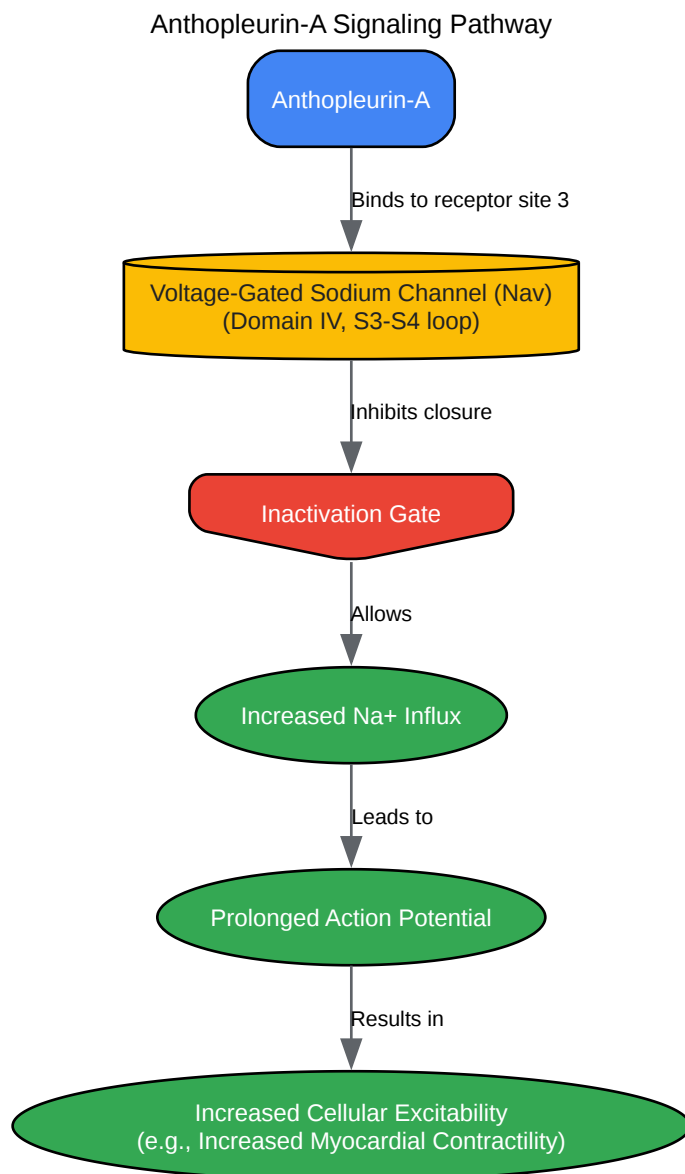 Anthopleurin-A Signaling Pathway
Anthopleurin-A
Binds to receptor site 3
Voltage-Gated Sodium Channel (Nav)
(Domain IV, S3-S4 loop)
Inhibits closure
Inactivation Gate
Allows
Increased Na+ Influx
Leads to
Prolonged Action Potential
Results in
Increased Cellular Excitability
(e.g., Increased Myocardial Contractility)